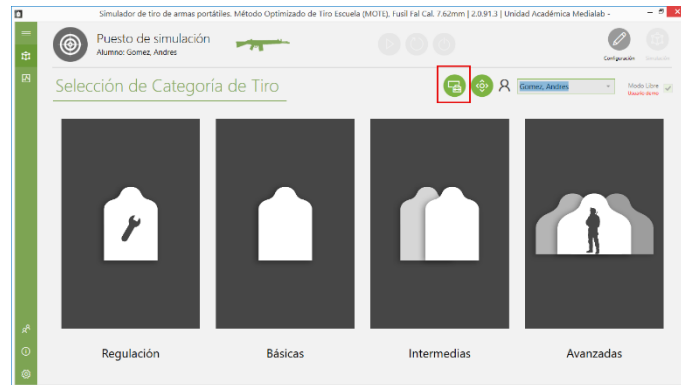 Simulador de tiro de armas portátiles. Método Optimizado de Tiro Escuela (MOTE), Fusil Fal Cal. 7.62mm | 2.0.91.3 | Unidad Académica Medialab -
Puesto de simulación
Alumno: Gomez, Andres
Configuración
Selección de Categoría de Tiro
Gomez, Andres
Modo Libre
Usuario demo
Regulación
Básicas
Intermedias
Avanzadas